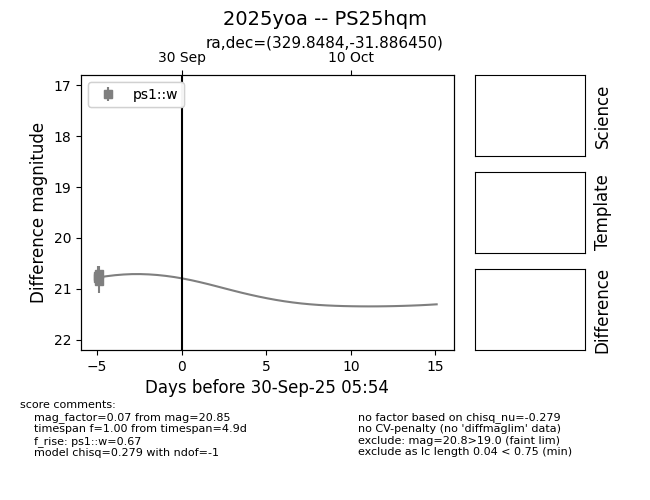 2025yoa -- PS25hqm
ra,dec=(329.8484,-31.886450)
30 Sep
10 Oct
ps1::w
17
18
19
20
21
22
Difference magnitude
−5
0
5
10
15
Days before 30-Sep-25 05:54
Science
Template
Difference
score comments:
mag_factor=0.07 from mag=20.85
timespan f=1.00 from timespan=4.9d
f_rise: ps1::w=0.67
model chisq=0.279 with ndof=-1
no factor based on chisq_nu=-0.279
no CV-penalty (no 'diffmaglim' data)
exclude: mag=20.8>19.0 (faint lim)
exclude as lc length 0.04 < 0.75 (min)